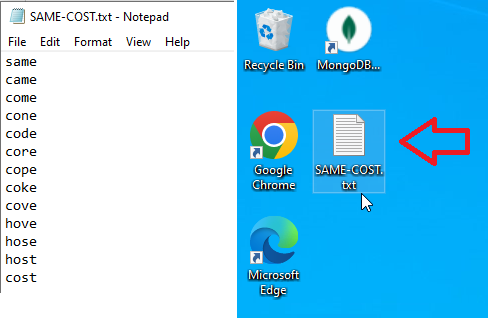 SAME-COST.txt - Notepad
File Edit Format View Help
same
came
come
cone
code
core
cope
coke
cove
hove
hose
host
cost
Recycle Bin
MongoDB...
Google
Chrome
SAME-COST.
txt
Microsoft
Edge